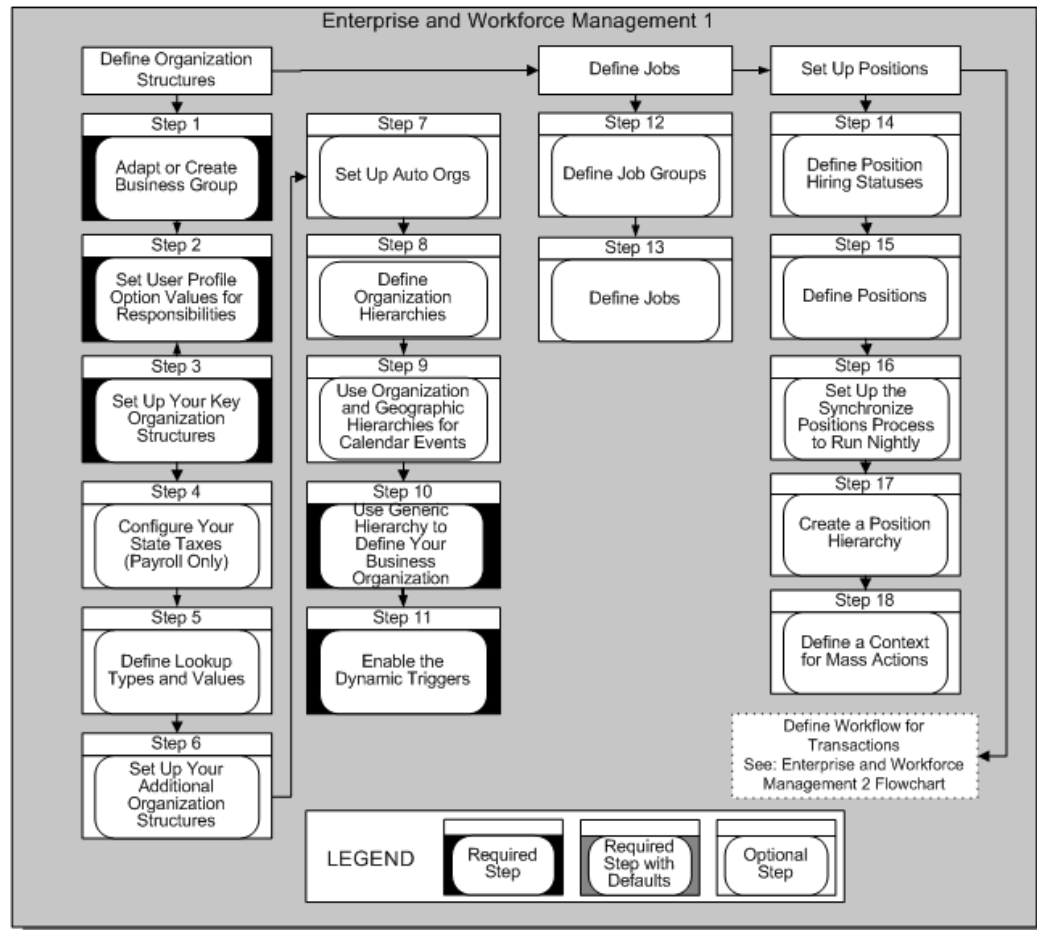 Enterprise and Workforce Management 1
Define Organization
Structures
Define Jobs
Set Up Positions
Step 1
Adapt or Create
Business Group
Step 2
Set User Profile
Option Values for
Responsibilities
Step 3
Set Up Your Key
Organization
Structures
Step 4
Configure Your
State Taxes
(Payroll Only)
Step 5
Define Lookup
Types and Values
Step 6
Set Up Your
Additional
Organization
Structures
Step 7
Set Up Auto Orgs
Step 8
Define
Organization
Hierarchies
Step 9
Use Organization
and Geographic
Hierarchies for
Calendar Events
Step 10
Use Generic
Hierarchy to
Define Your
Business
Organization
Step 11
Enable the
Dynamic Triggers
Step 12
Define Job Groups
Step 13
Define Jobs
Step 14
Define Position
Hiring Statuses
Step 15
Define Positions
Step 16
Set Up the
Synchronize
Positions Process
to Run Nightly
Step 17
Create a Position
Hierarchy
Step 18
Define a Context
for Mass Actions
Define Workflow for
Transactions
See: Enterprise and Workforce
Management 2 Flowchart
LEGEND
Required
Step
Required
Step with
Defaults
Optional
Step